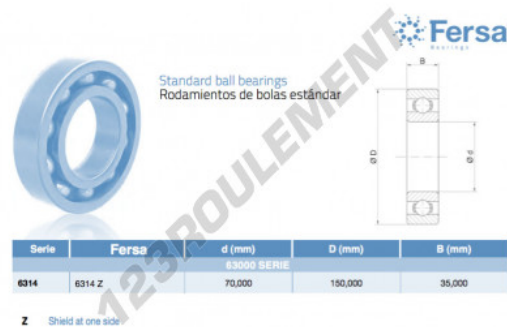 Fersa
Bearings
Standard ball bearings
Rodamientos de bolas estándar
B
Ø D
Ø d
Serie Fersa d (mm) D (mm) B (mm)
63000 SERIE
6314 6314 Z 70,000 150,000 35,000
Z Shield at one side
123ROULEMENT